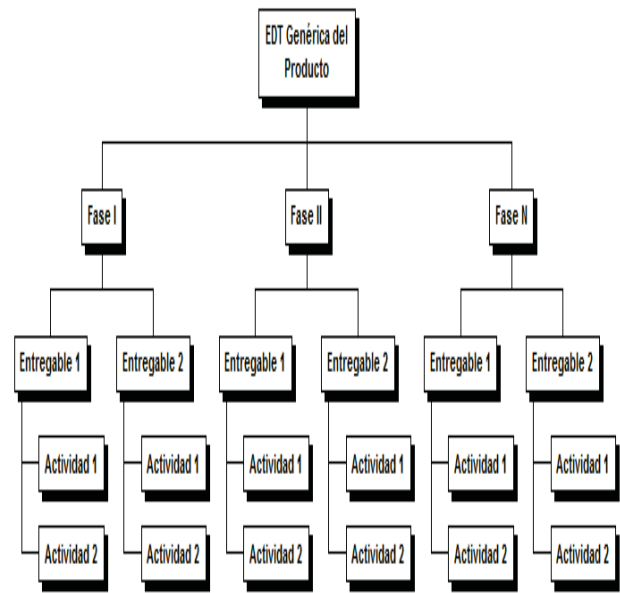 EDT Genérica del
Producto
Fase I
Fase II
Fase N
Entregable 1
Entregable 2
Entregable 1
Entregable 2
Entregable 1
Entregable 2
Actividad 1
Actividad 1
Actividad 1
Actividad 1
Actividad 1
Actividad 1
Actividad 2
Actividad 2
Actividad 2
Actividad 2
Actividad 2
Actividad 2